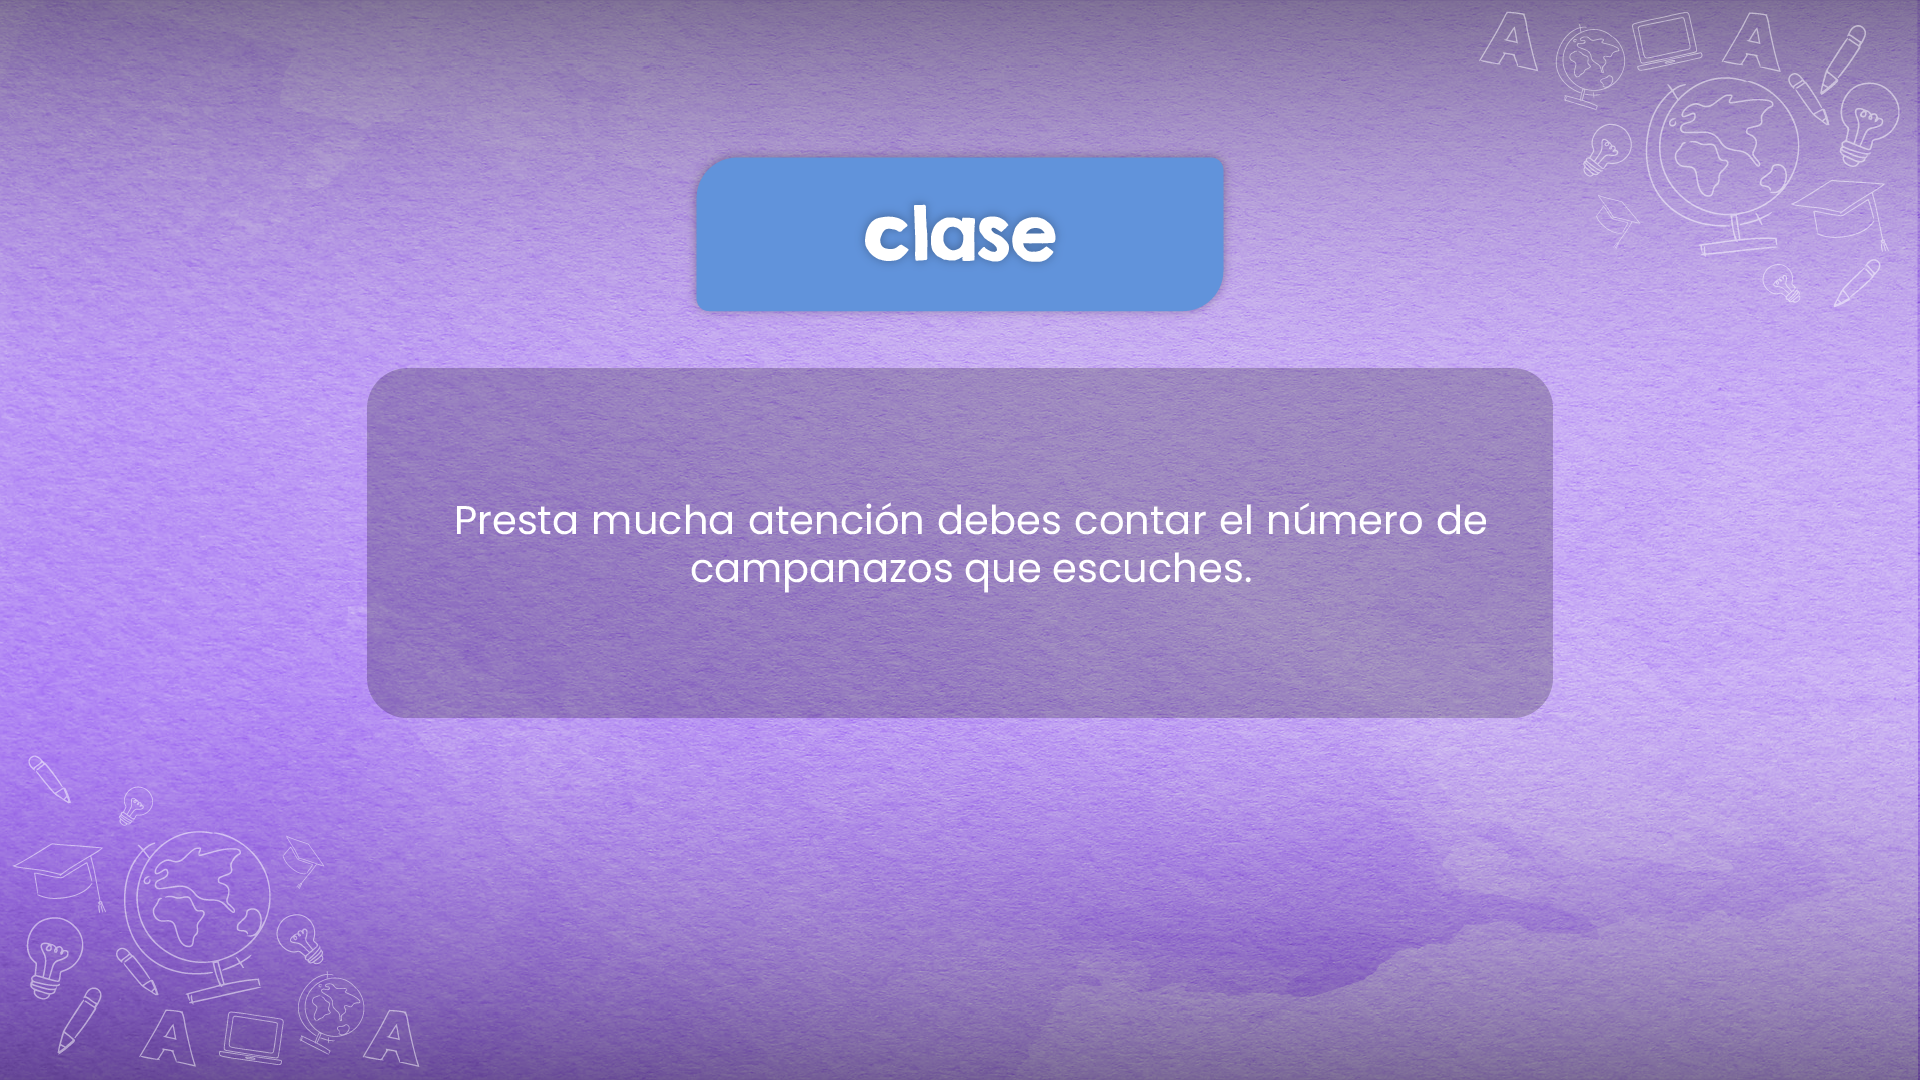 clase
Presta mucha atención debes contar el número de
campanazos que escuches.